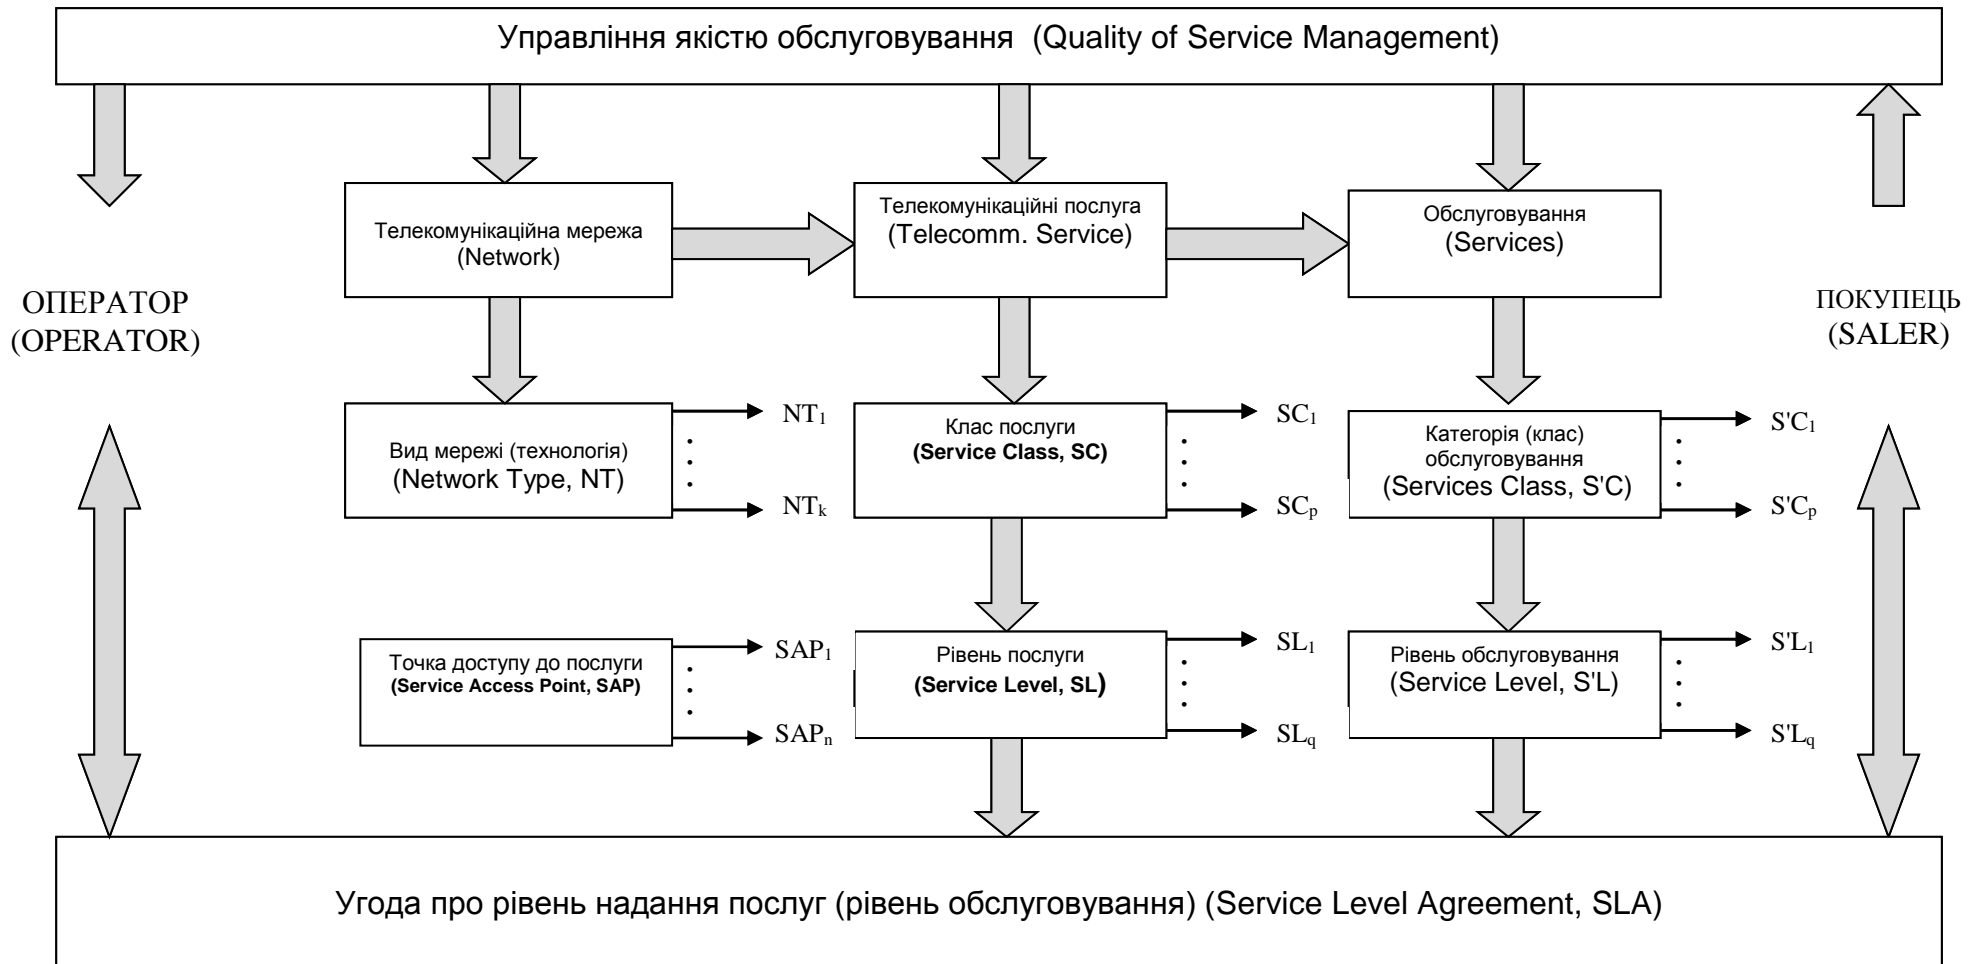 Управління якістю обслуговування (Quality of Service Management)
Телекомунікаційна мережа
(Network)
Телекомунікаційні послуга
(Telecomm. Service)
Обслуговування
(Services)
ОПЕРАТОР
(OPERATOR)
ПОКУПЕЦЬ
(SALER)
Вид мережі (технологія)
(Network Type, NT)
NT1
NTk
Клас послуги
(Service Class, SC)
SC1
SCp
Категорія (клас)
обслуговування
(Services Class, S'C)
S'C1
S'Cp
Точка доступу до послуги
(Service Access Point, SAP)
SAP1
SAPn
Рівень послуги
(Service Level, SL)
SL1
SLq
Рівень обслуговування
(Service Level, S'L)
S'L1
S'Lq
Угода про рівень надання послуг (рівень обслуговування) (Service Level Agreement, SLA)